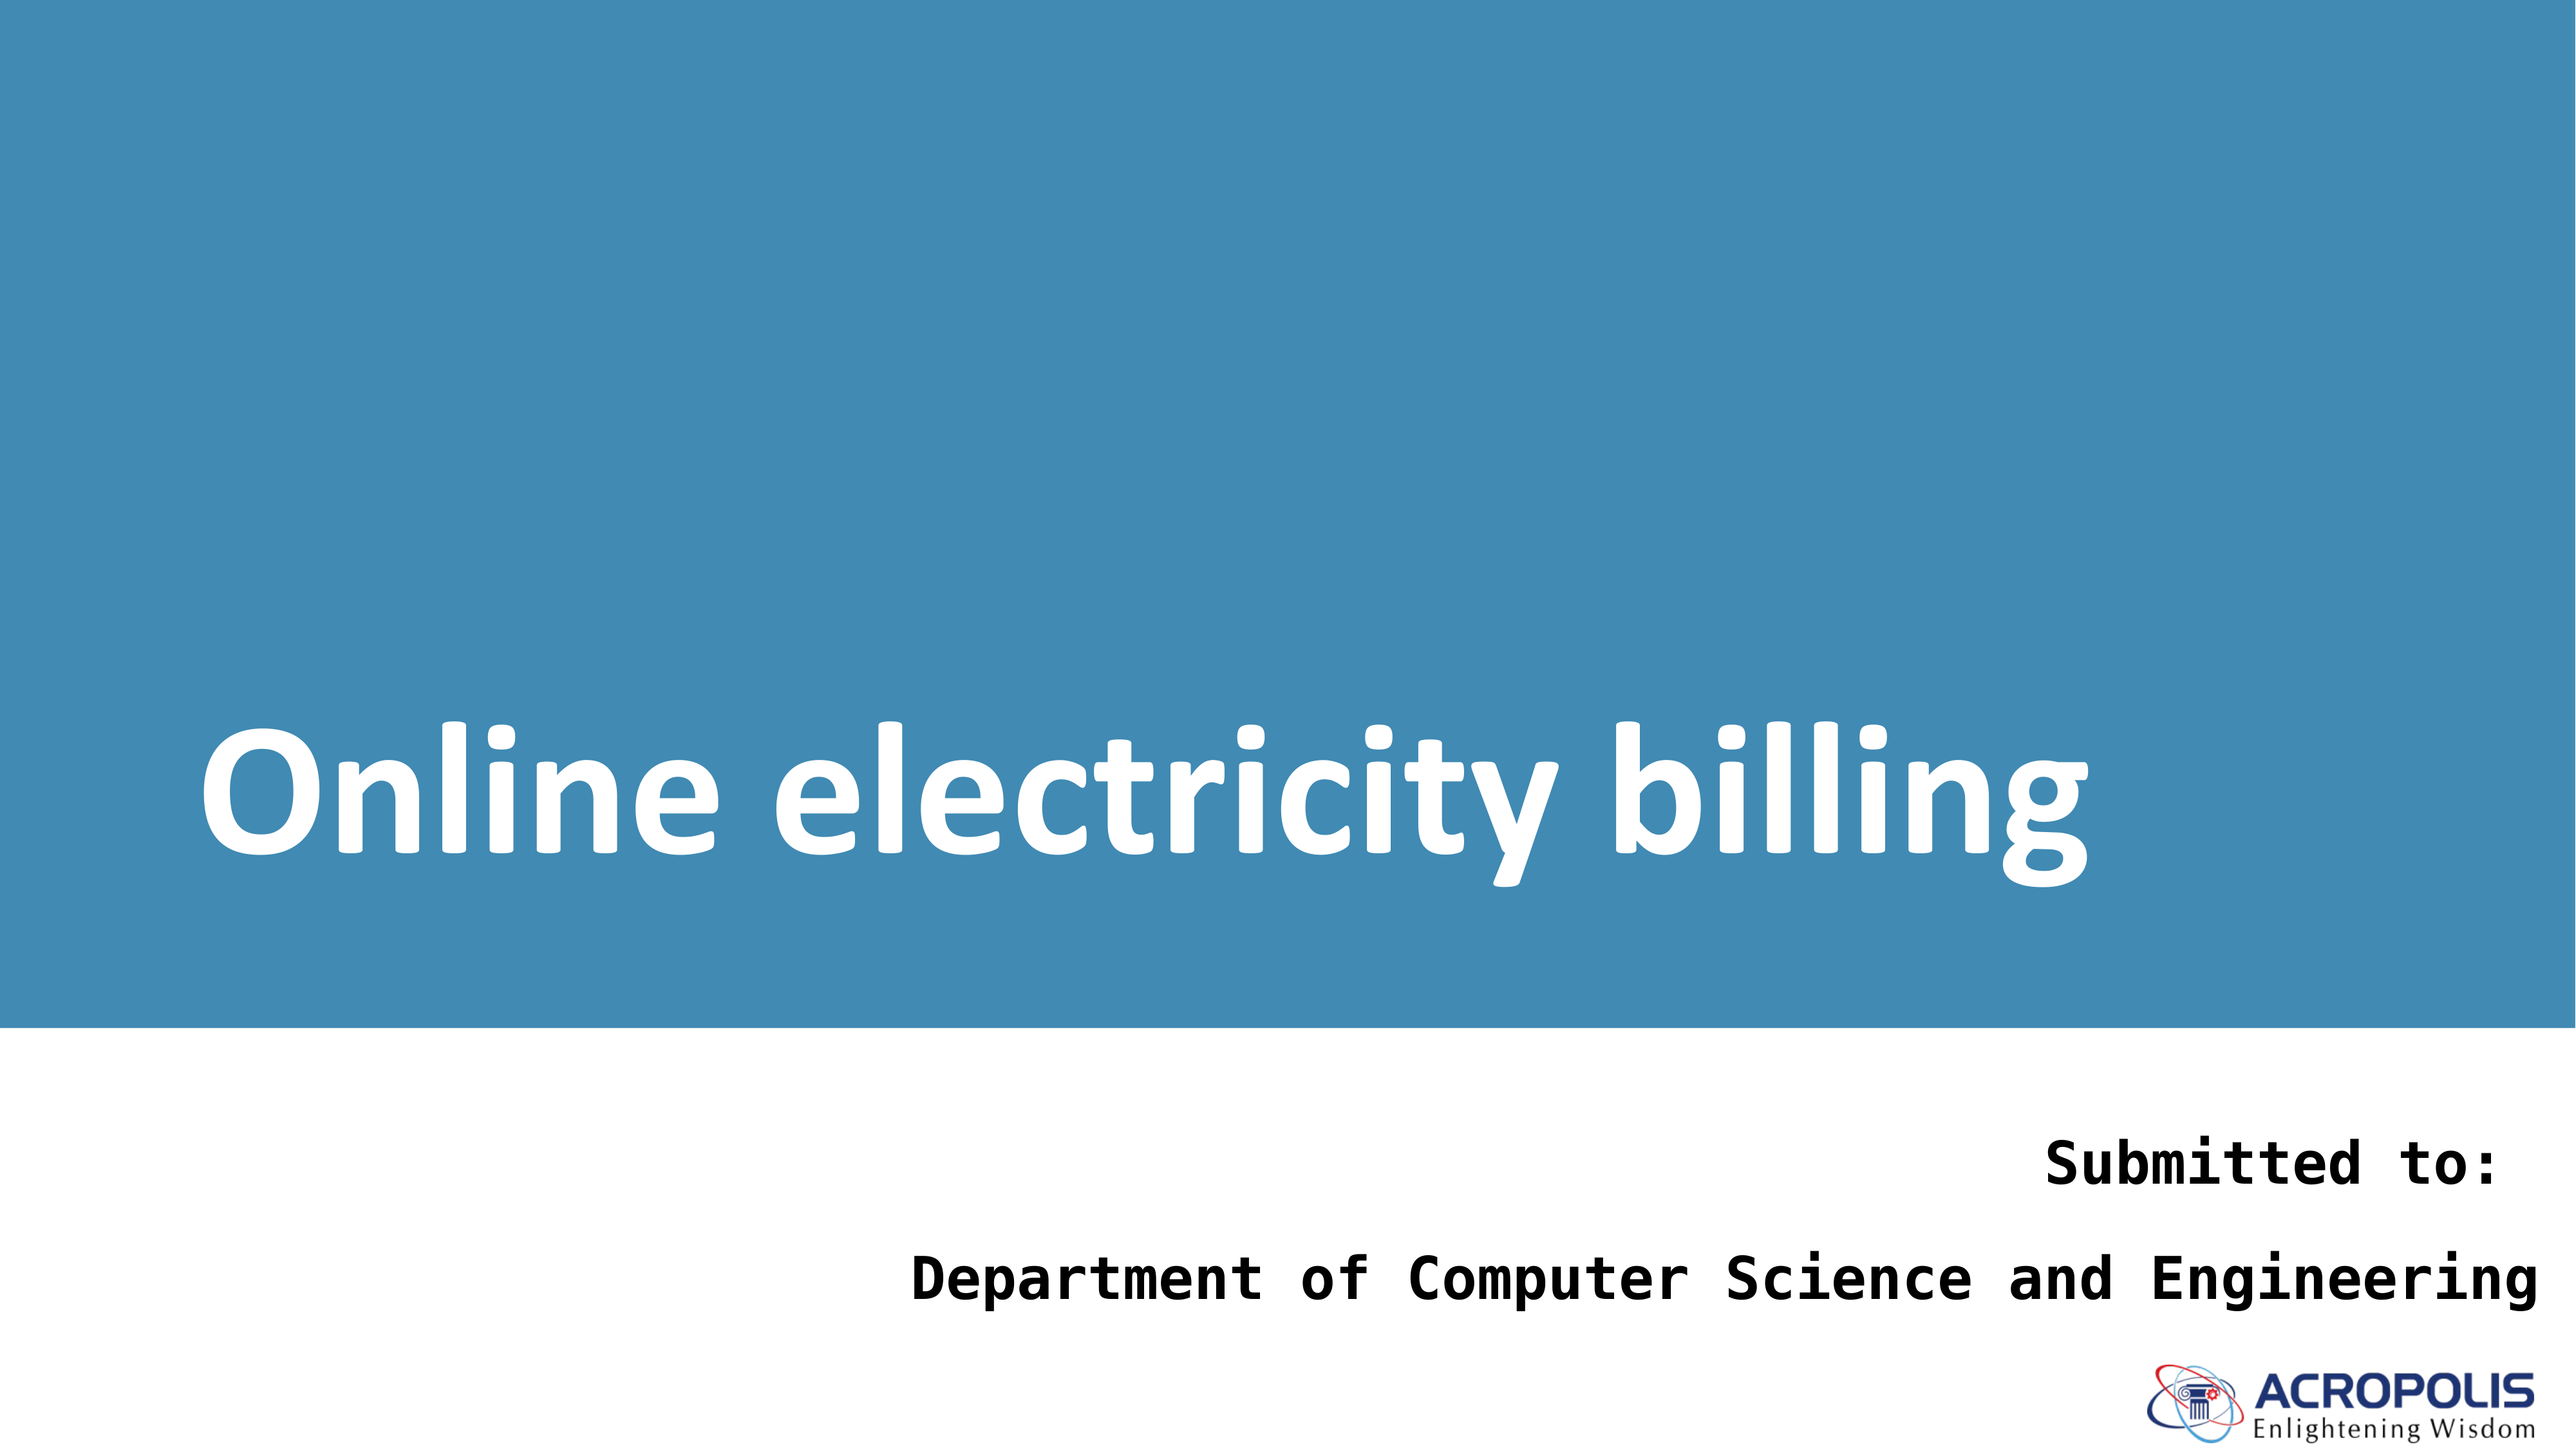 Online electricity billing
Submitted to:
Department of Computer Science and Engineering
ACROPOLIS
Enlightening Wisdom